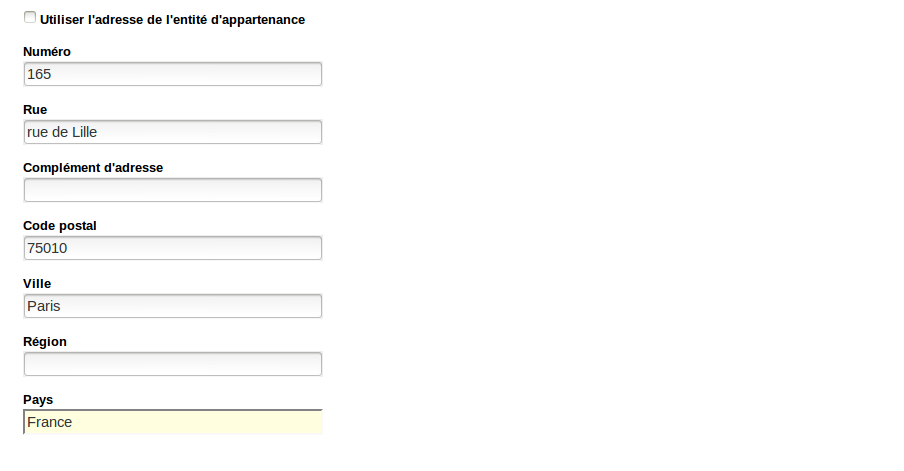 Utiliser l'adresse de l'entité d'appartenance
Numéro
165
Rue
rue de Lille
Complément d'adresse
Code postal
75010
Ville
Paris
Région
Pays
France